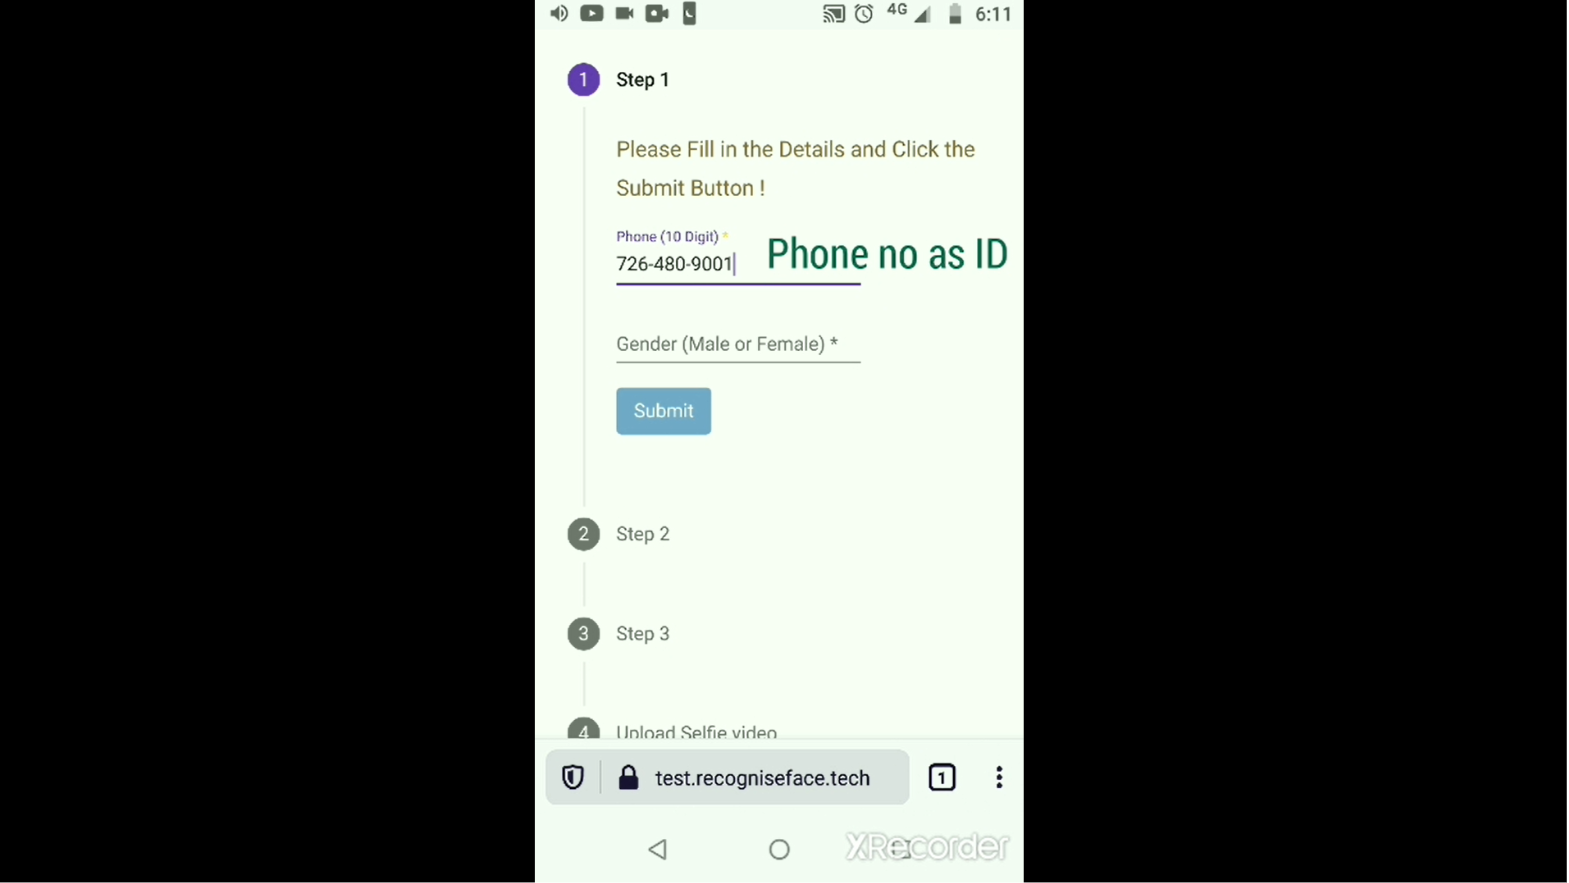 4G 6:11
1 Step 1
Please Fill in the Details and Click the
Submit Button !
Phone (10 Digit) *
726-480-9001
Phone no as ID
Gender (Male or Female) *
Submit
2 Step 2
3 Step 3
4 Upload Selfie video
test.recogniseface.tech 1
XRecorder